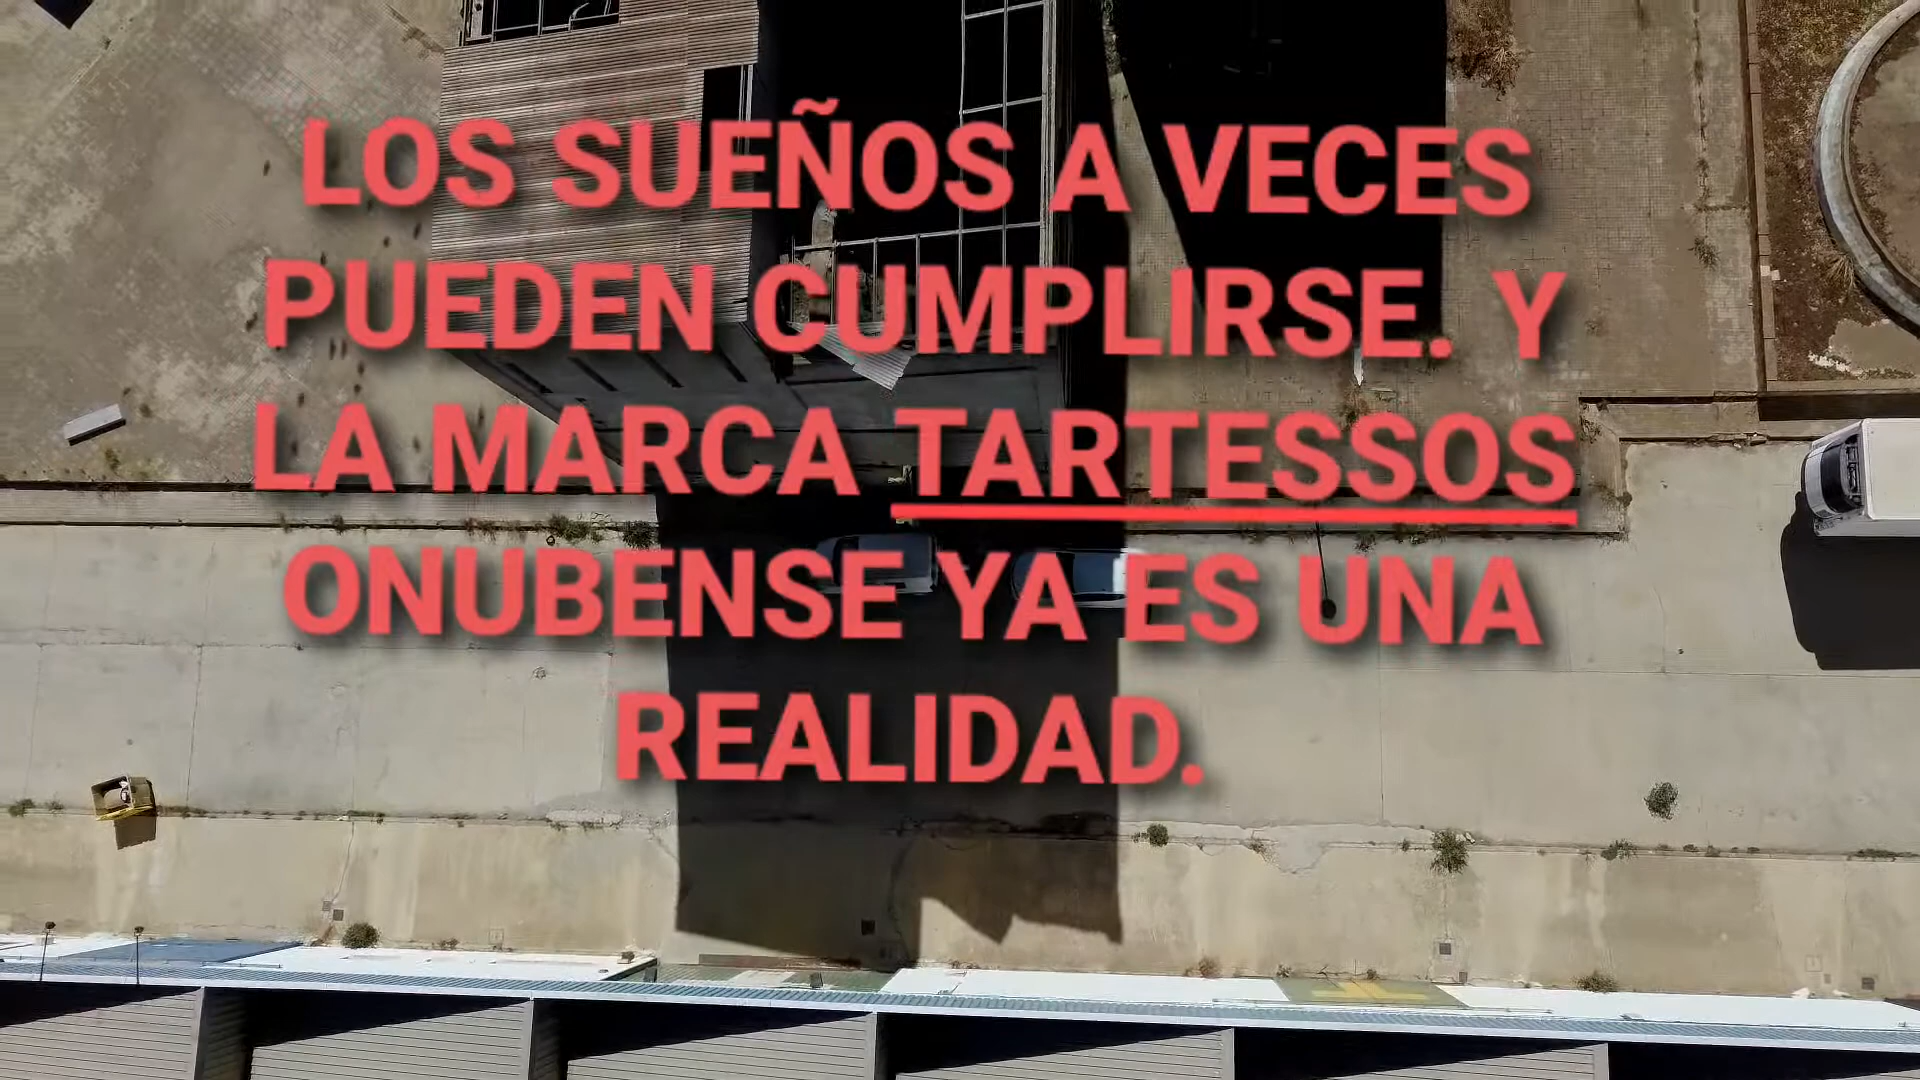 LOS SUEÑOS A VECES
PUEDEN CUMPLIRSE. Y
LA MARCA TARTESSOS
ONUBENSE YA ES UNA
REALIDAD.